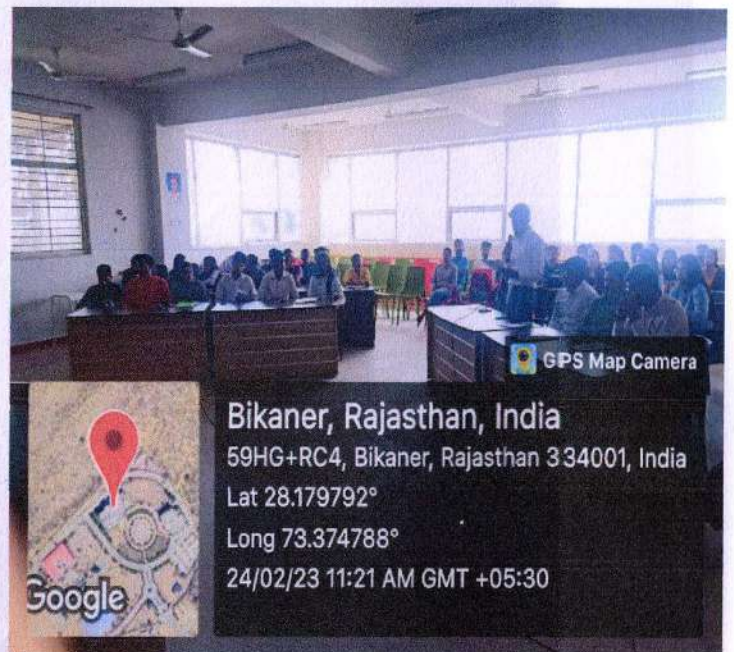 GPS Map Camera
Bikaner, Rajasthan, India
59HG+RC4, Bikaner, Rajasthan 334001, India
Lat 28.179792°
Long 73.374788°
24/02/23 11:21 AM GMT +05:30
Google